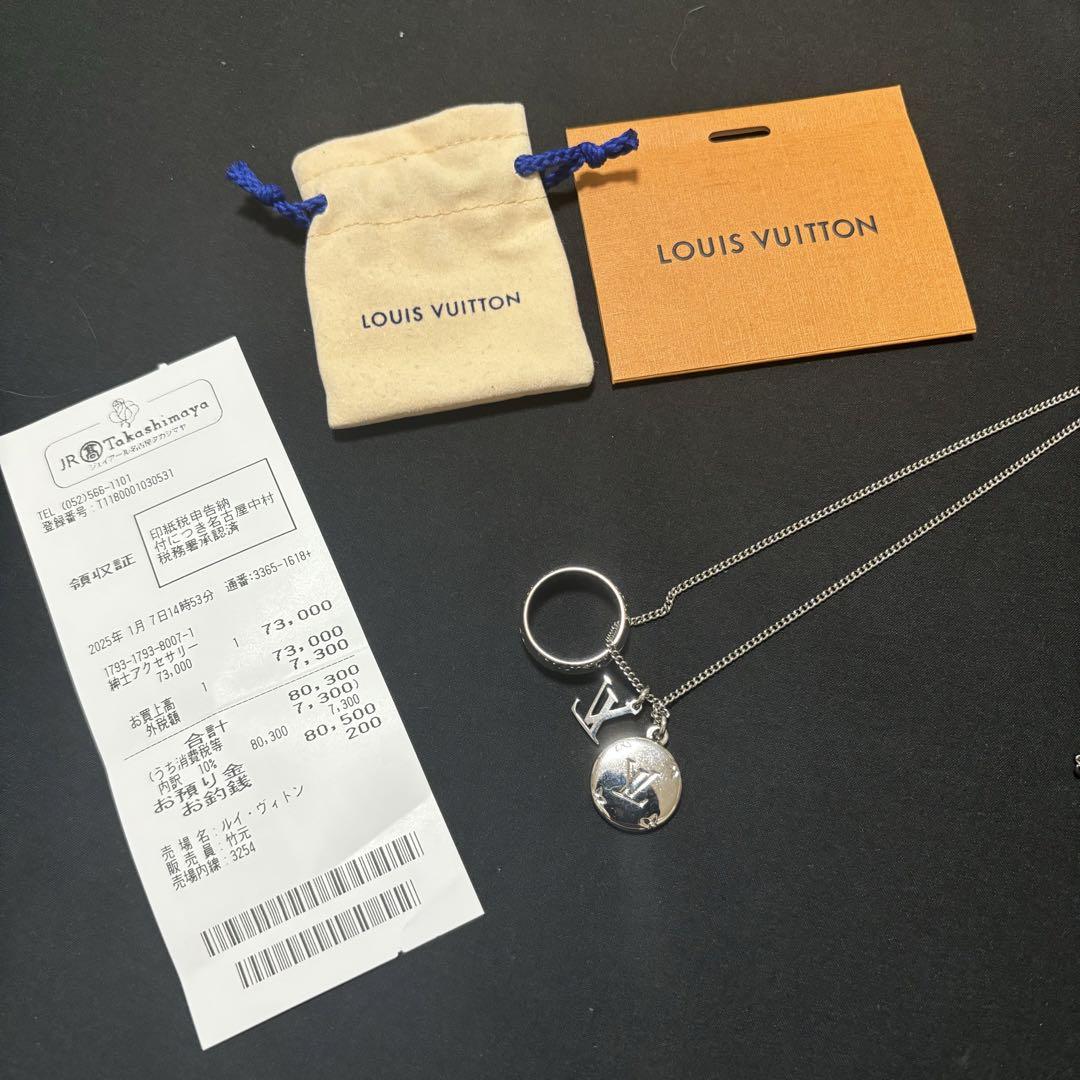 LOUIS VUITTON
LOUIS VUITTON
JR 髙 Takashimaya
ジェイアール名古屋タカシマヤ
TEL (052)566-1101
登録番号:T1180001030531
領収証
印紙税申告納
付につき名古屋中村
税務署承認済
2025年 1月 7日14時53分 通番:3365-1618+
1793-1793-8007-1
紳士アクセサリー 1 73,000
73,000
お買上高 1 73,000
外税額 7,300
合計 80,300
(うち消費税等 7,300)
内訳 10% 80,300 7,300
お預り金 80,500
お釣銭 200
売 場 名:ルイ・ヴィトン
販 売 員:竹元
売場内線:3254
LV
LV